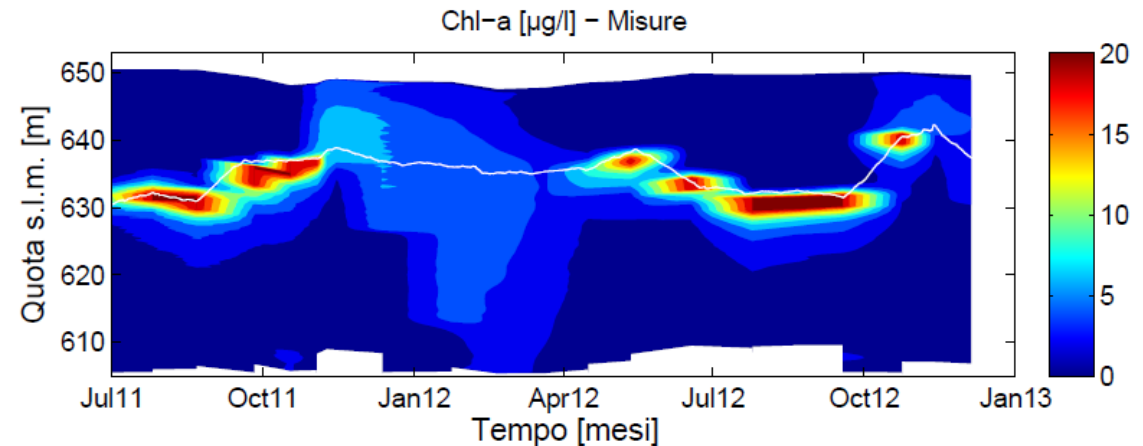 Chl−a [µg/l] − Misure
Quota s.l.m. [m]
650
640
630
620
610
Jul11 Oct11 Jan12 Apr12 Jul12 Oct12 Jan13
Tempo [mesi]
20
15
10
5
0